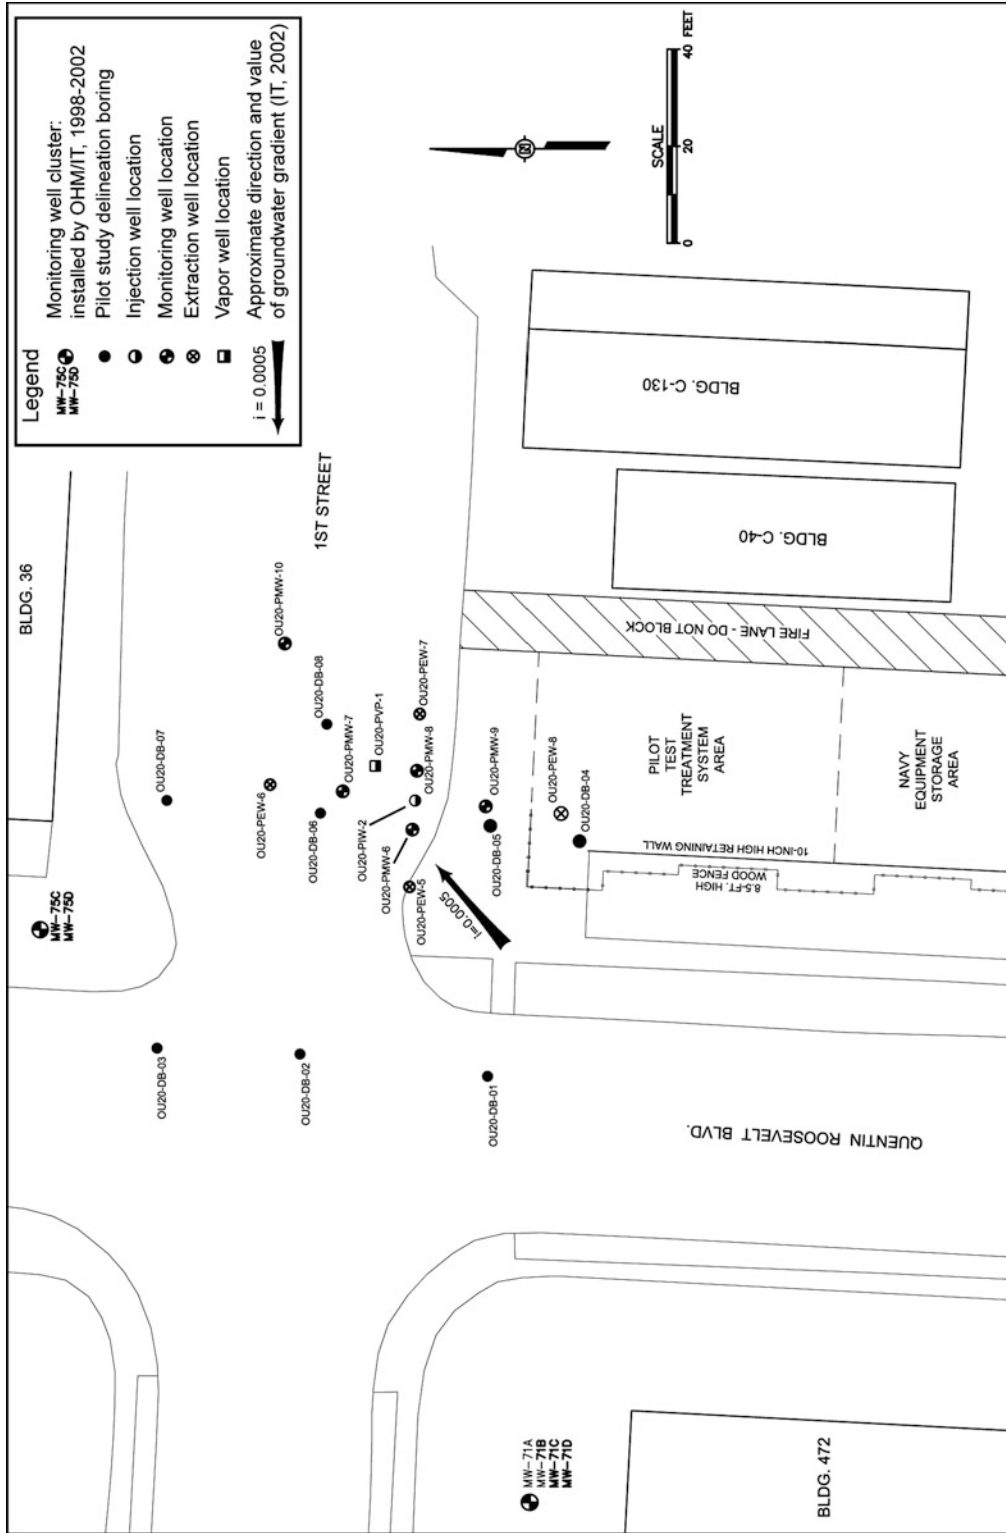 Legend
MW-75C
MW-75D
Monitoring well cluster:
installed by OHM/IT, 1998-2002
Pilot study delineation boring
Injection well location
Monitoring well location
Extraction well location
Vapor well location
i = 0.0005
Approximate direction and value
of groundwater gradient (IT, 2002)
BLDG. 36
MW-75C
MW-75D
OU20-DB-03
OU20-DB-07
OU20-DB-02
OU20-PEW-6
OU20-PMW-10
1ST STREET
OU20-DB-06
OU20-DB-08
OU20-PMW-7
OU20-PIW-2
OU20-PVP-1
OU20-PMW-6
OU20-PMW-8
OU20-PEW-5
OU20-PEW-7
i=0.0005
OU20-DB-01
OU20-DB-05
OU20-PMW-9
OU20-PEW-8
OU20-DB-04
MW-71A
MW-71B
MW-71C
MW-71D
SCALE
0
20
40 FEET
PILOT
TEST
TREATMENT
SYSTEM
AREA
FIRE LANE - DO NOT BLOCK
BLDG. C-40
BLDG. C-130
10-INCH HIGH RETAINING WALL
8.5-FT. HIGH
WOOD FENCE
NAVY
EQUIPMENT
STORAGE
AREA
QUENTIN ROOSEVELT BLVD.
BLDG. 472
N